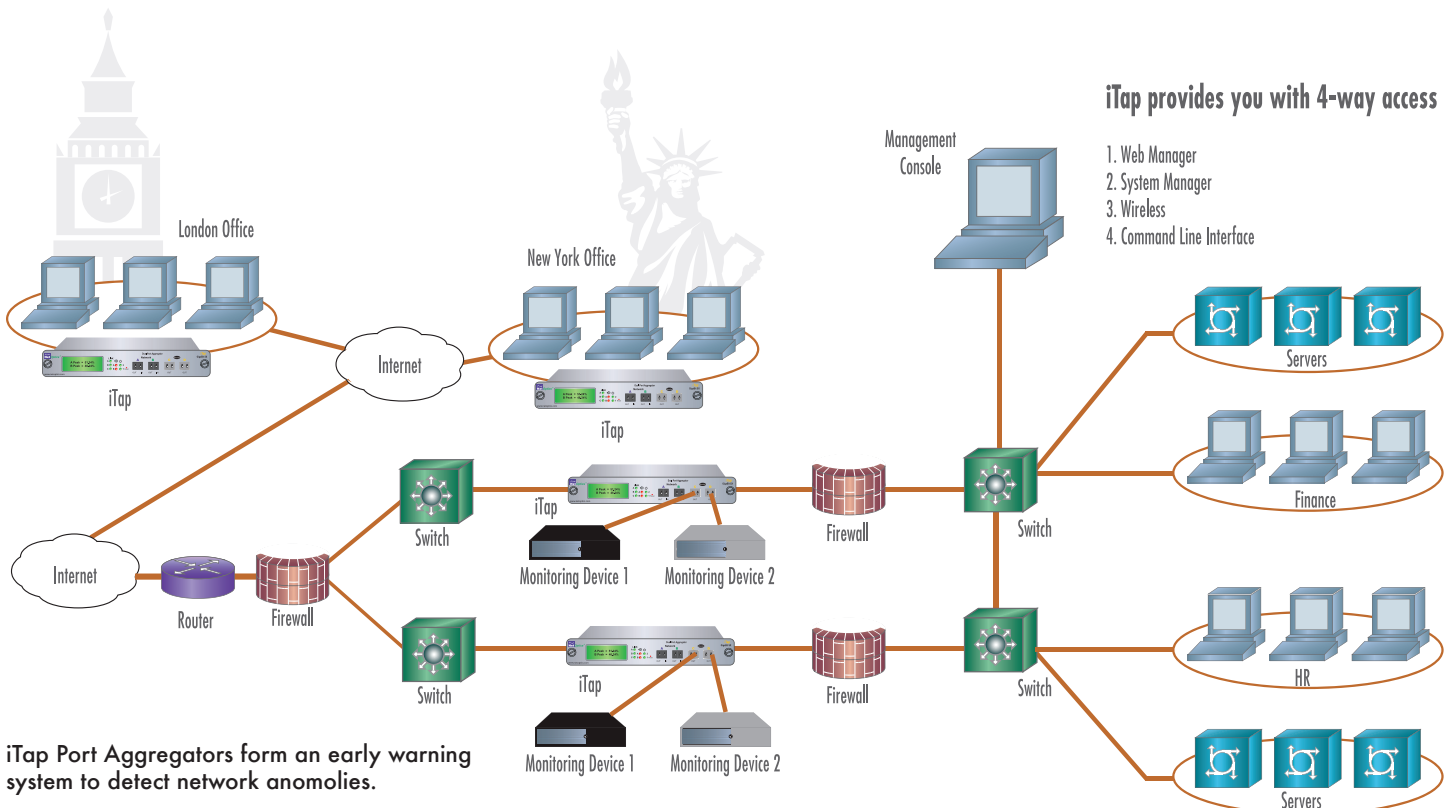 iTap provides you with 4-way access
1. Web Manager
2. System Manager
3. Wireless
4. Command Line Interface
Management
Console
London Office
New York Office
Internet
iTap
iTap
Servers
Finance
Switch
iTap
Firewall
Switch
Monitoring Device 1
Monitoring Device 2
Internet
Router
Firewall
Switch
iTap
Firewall
Switch
HR
Monitoring Device 1
Monitoring Device 2
Servers
iTap Port Aggregators form an early warning
system to detect network anomolies.